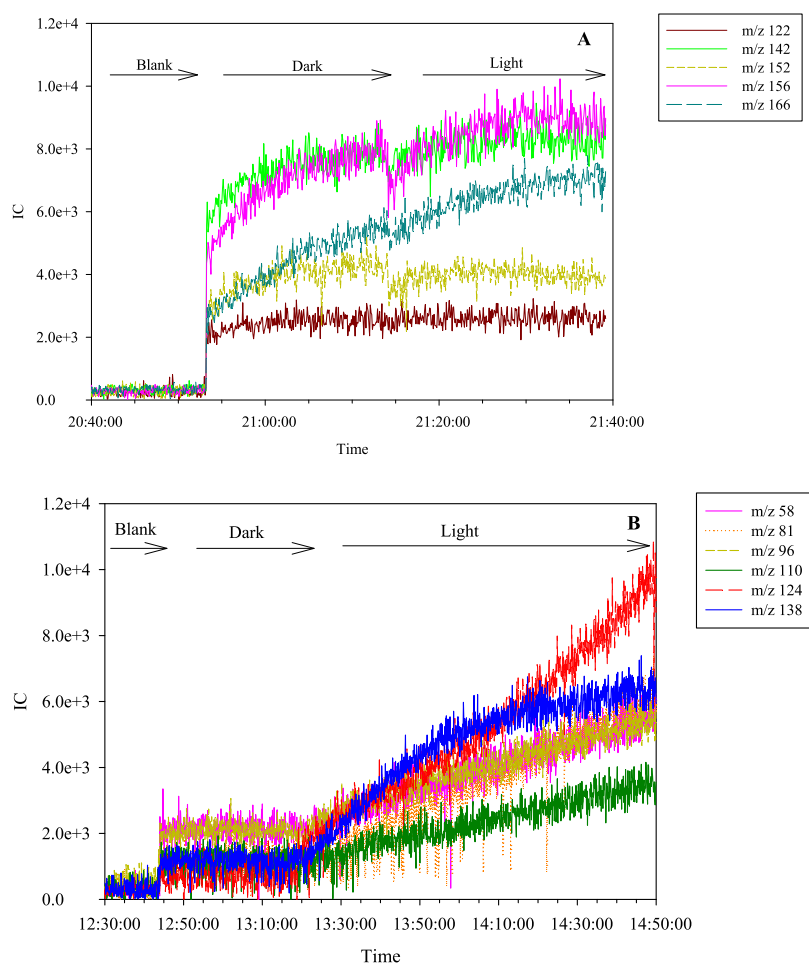 1.2e+4
A
Blank
Dark
Light
1.0e+4
8.0e+3
IC
6.0e+3
4.0e+3
2.0e+3
0.0
20:40:00
21:00:00
21:20:00
21:40:00
Time
m/z 122
m/z 142
m/z 152
m/z 156
m/z 166
1.2e+4
B
Blank
Dark
Light
1.0e+4
8.0e+3
IC
6.0e+3
4.0e+3
2.0e+3
0.0
12:30:00
12:50:00
13:10:00
13:30:00
13:50:00
14:10:00
14:30:00
14:50:00
Time
m/z 58
m/z 81
m/z 96
m/z 110
m/z 124
m/z 138